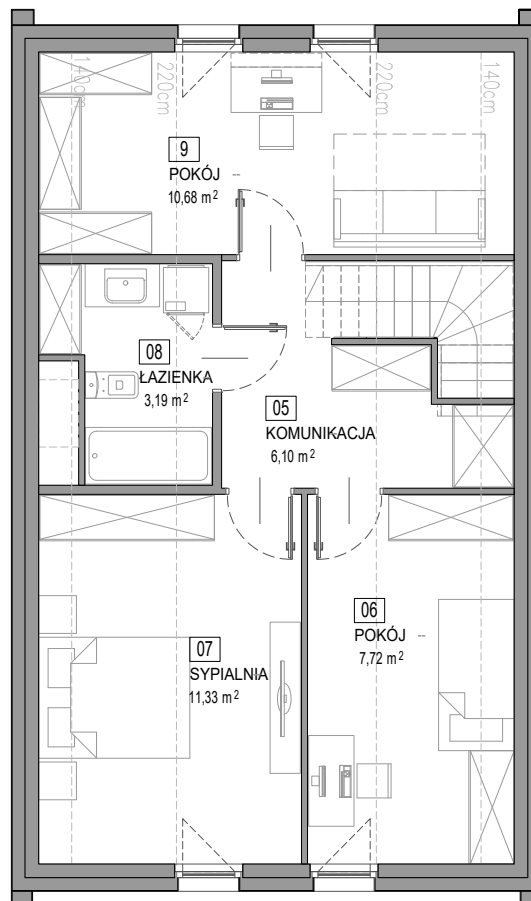 140cm
220cm
220cm
140cm
9
POKÓJ
10,68 m²
08
ŁAZIENKA
3,19 m²
05
KOMUNIKACJA
6,10 m²
06
POKÓJ
7,72 m²
07
SYPIALNIA
11,33 m²